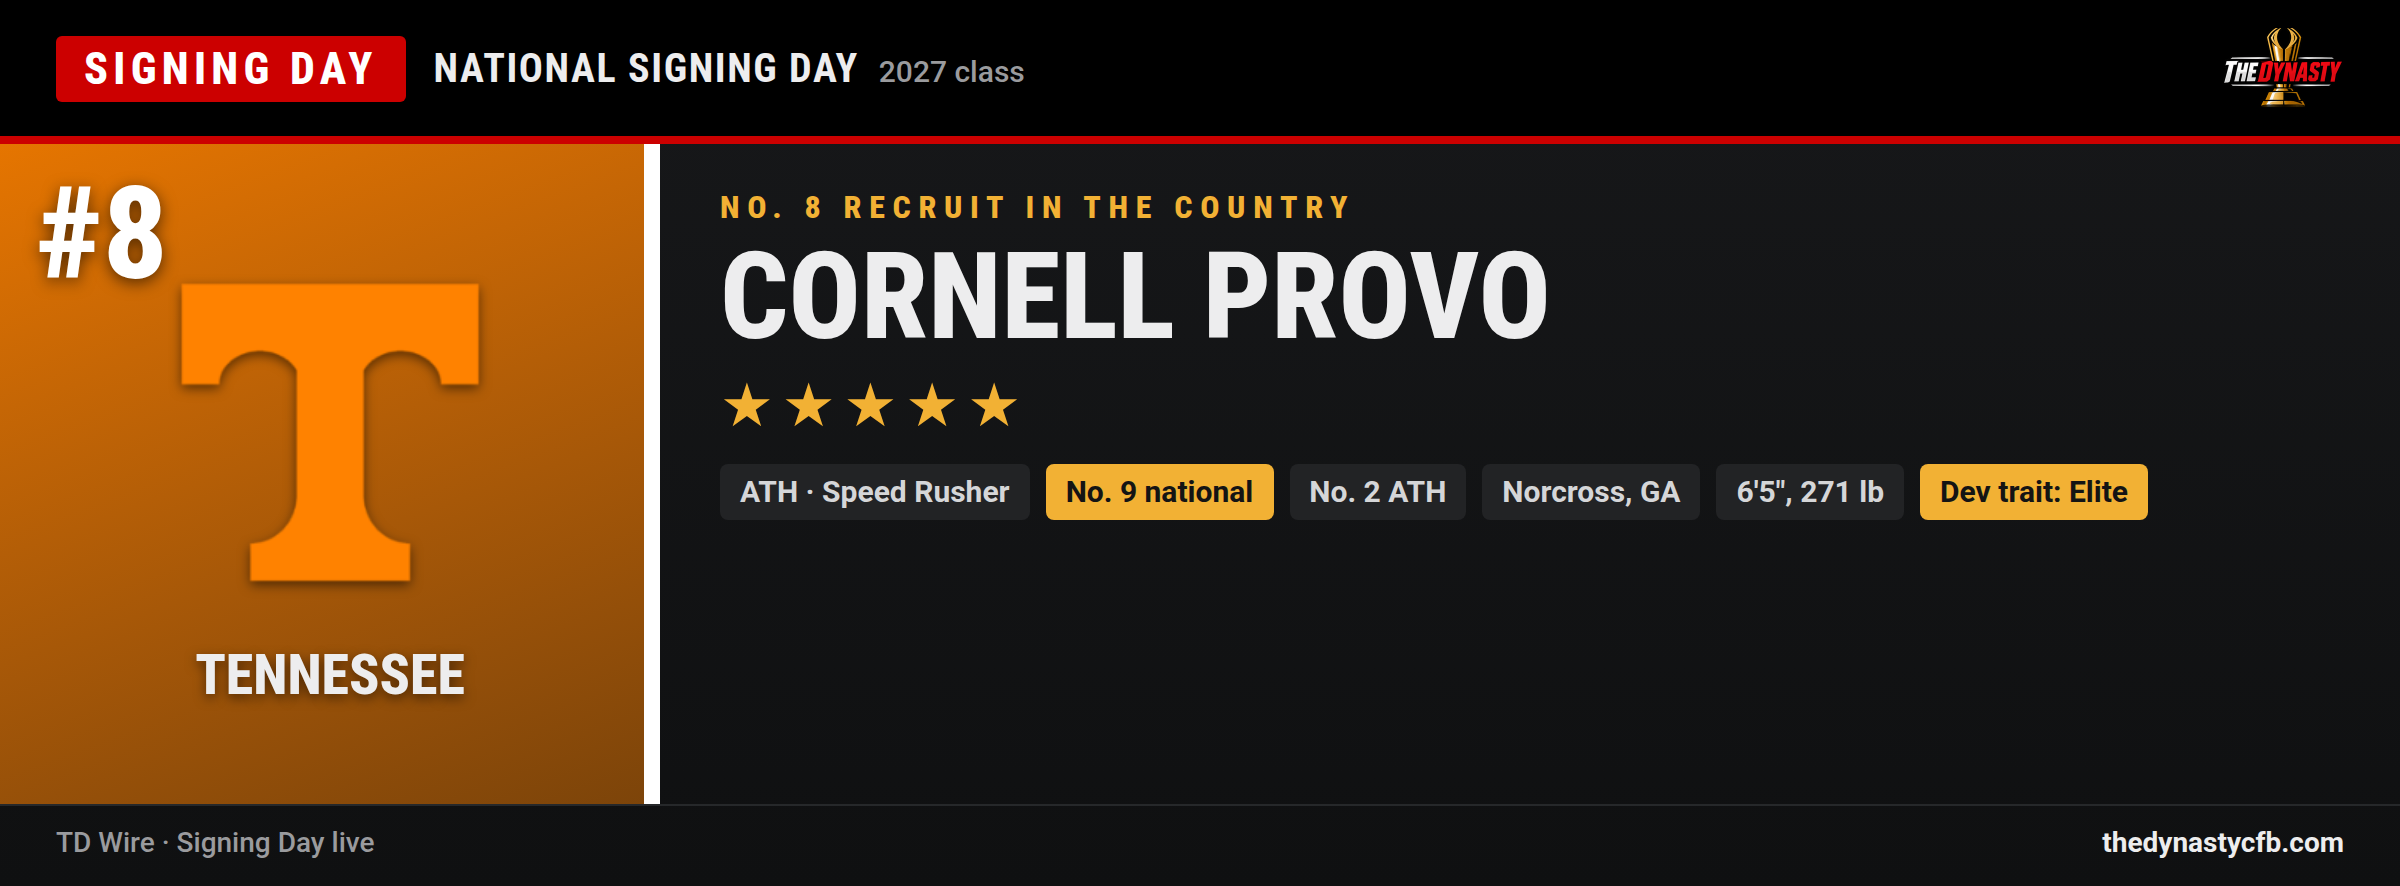 SIGNING DAY
NATIONAL SIGNING DAY 2027 class
THE DYNASTY
#8
T
TENNESSEE
NO. 8 RECRUIT IN THE COUNTRY
CORNELL PROVO
ATH · Speed Rusher
No. 9 national
No. 2 ATH
Norcross, GA
6'5", 271 lb
Dev trait: Elite
TD Wire · Signing Day live
thedynastycfb.com